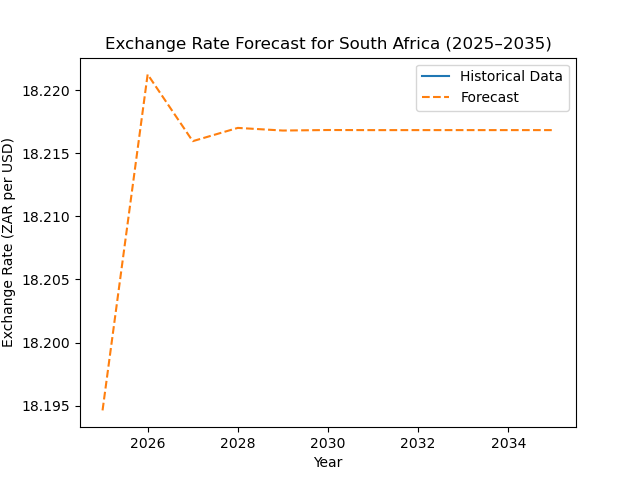 Exchange Rate Forecast for South Africa (2025–2035)
Historical Data
Forecast
Exchange Rate (ZAR per USD)
18.220
18.215
18.210
18.205
18.200
18.195
2026
2028
2030
2032
2034
Year